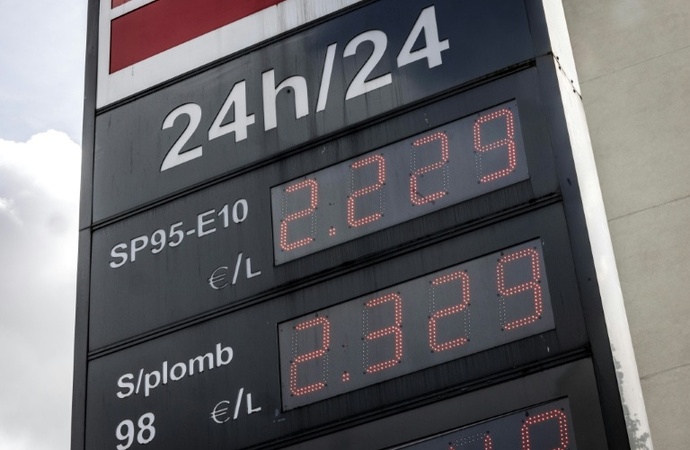 24h/24
SP95-E10 2.229
€/L
S/plomb 2.329
98 €/L